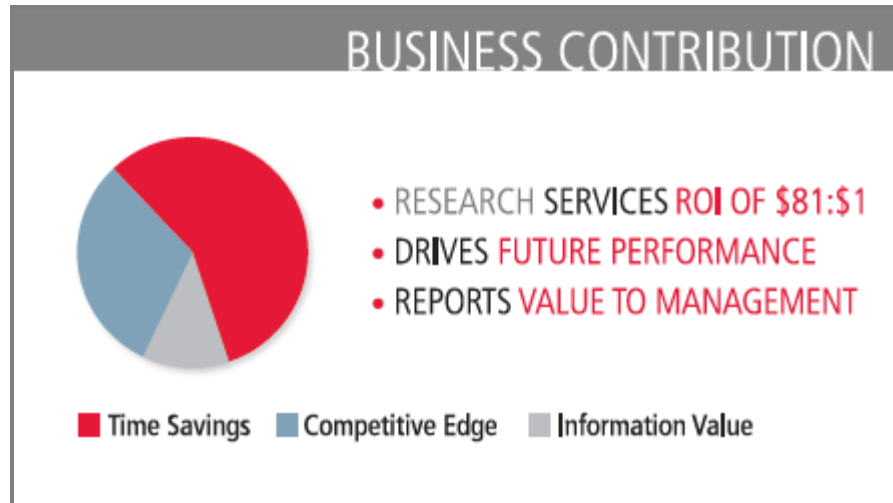 BUSINESS CONTRIBUTION
• RESEARCH SERVICES ROI OF $81:$1
• DRIVES FUTURE PERFORMANCE
• REPORTS VALUE TO MANAGEMENT
Time Savings Competitive Edge Information Value